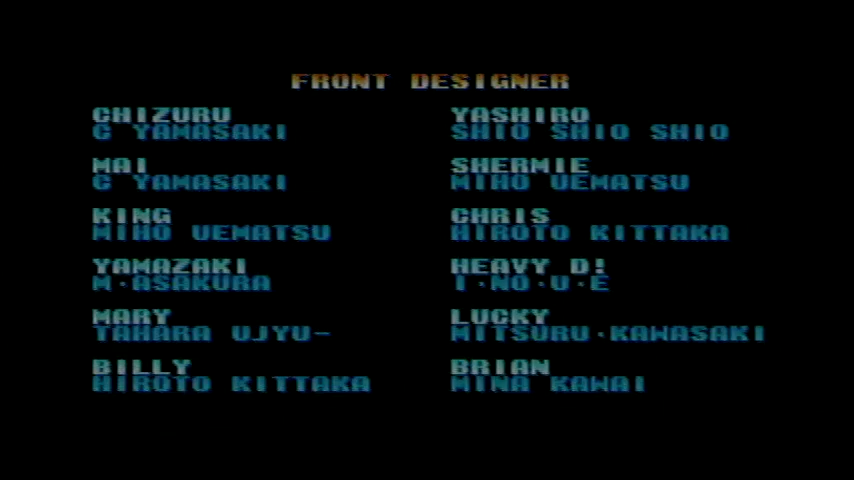 FRONT DESIGNER
CHIZURU
C YAMASAKI
MAI
C YAMASAKI
KING
MIHO UEMATSU
YAMAZAKI
M·ASAKURA
MARY
TAHARA UJYU-
BILLY
HIROTO KITTAKA
YASHIRO
SHIO SHIO SHIO
SHERMIE
MIHO UEMATSU
CHRIS
HIROTO KITTAKA
HEAVY D!
I·NO·U·E
LUCKY
MITSURU·KAWASAKI
BRIAN
MINA KAWAI